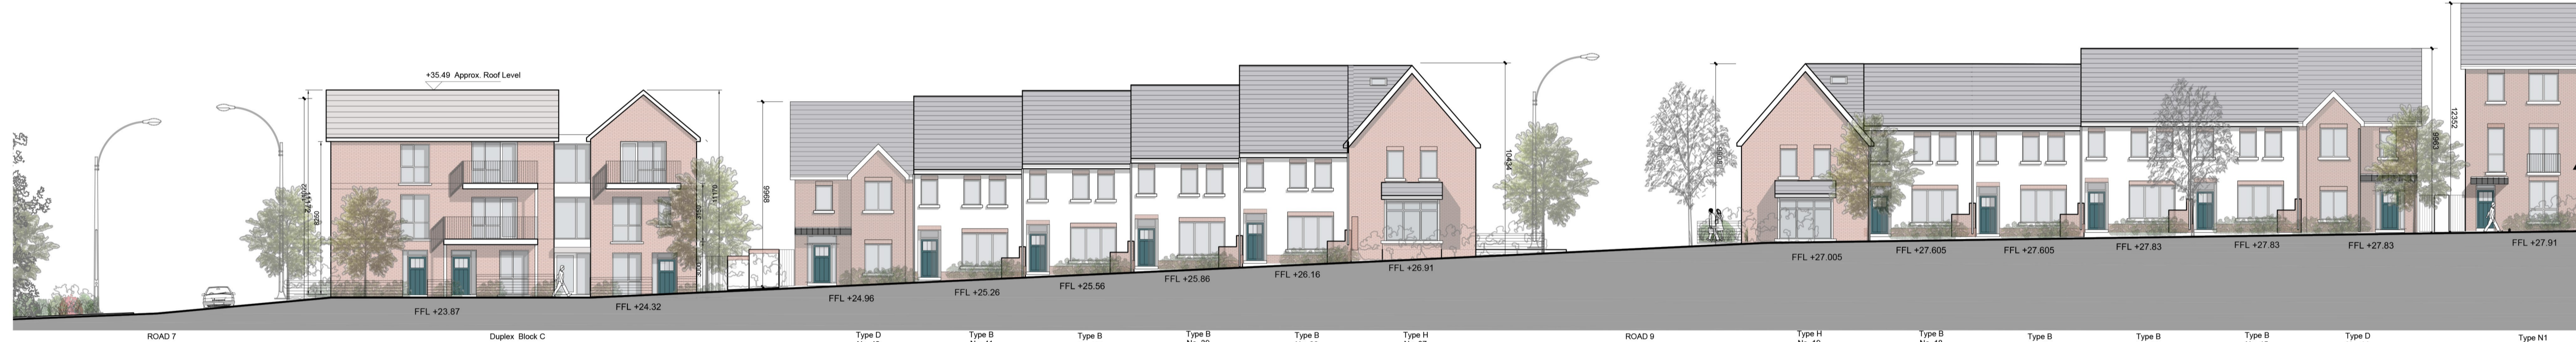 +35.49 Approx. Roof Level
9968
10434
9963
12352
FFL +23.87
FFL +24.32
FFL +24.96
FFL +25.26
FFL +25.56
FFL +25.86
FFL +26.16
FFL +26.91
FFL +27.005
FFL +27.605
FFL +27.605
FFL +27.83
FFL +27.83
FFL +27.83
FFL +27.91
ROAD 7
Duplex Block C
Type D
Type B
Type B
Type B
Type B
Type H
ROAD 9
Type H
Type B
Type B
Type B
Type B
Type D
Type N1